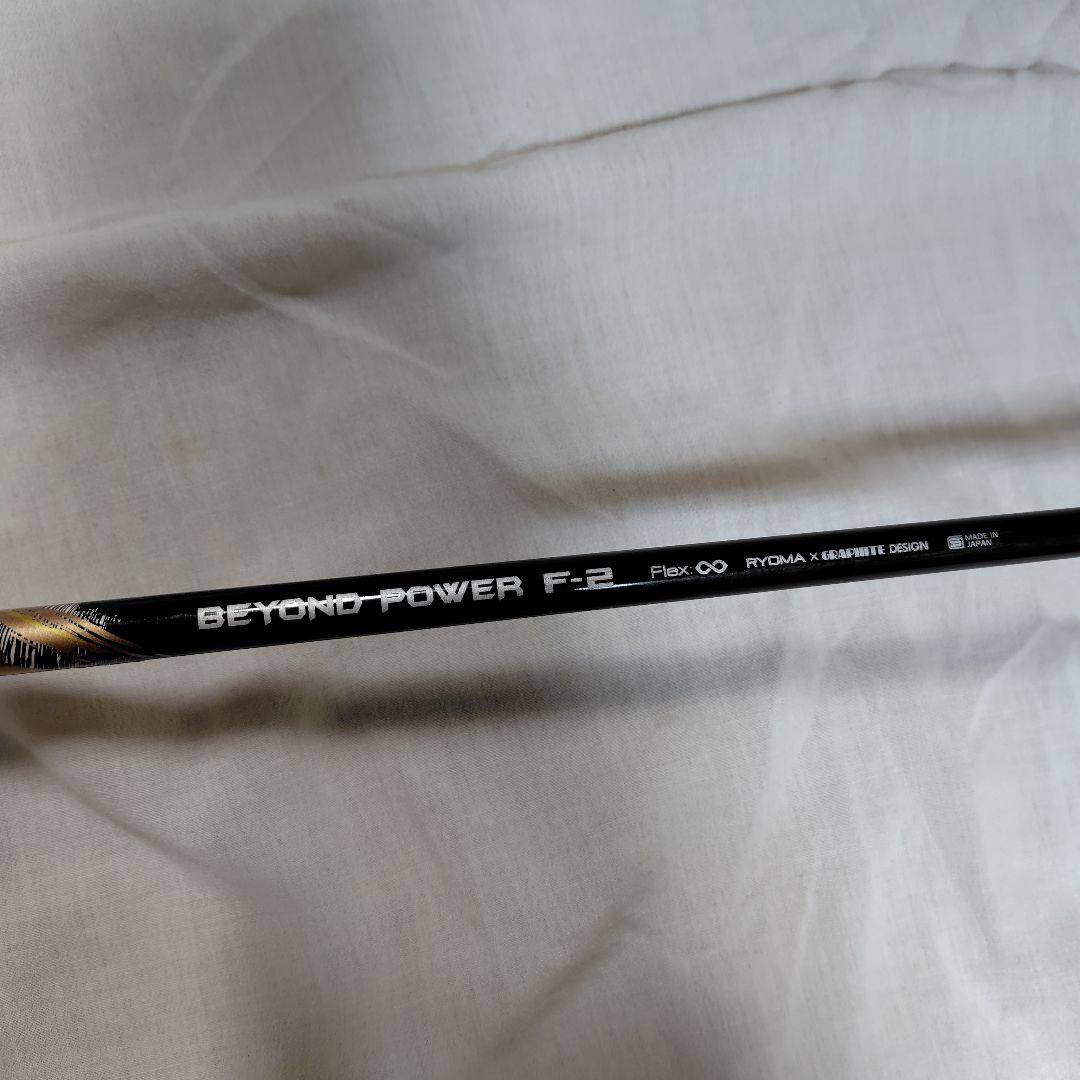 BEYOND POWER F-2 Flex:∞ RYOMA × GRAPHITE DESIGN S MADE IN
JAPAN